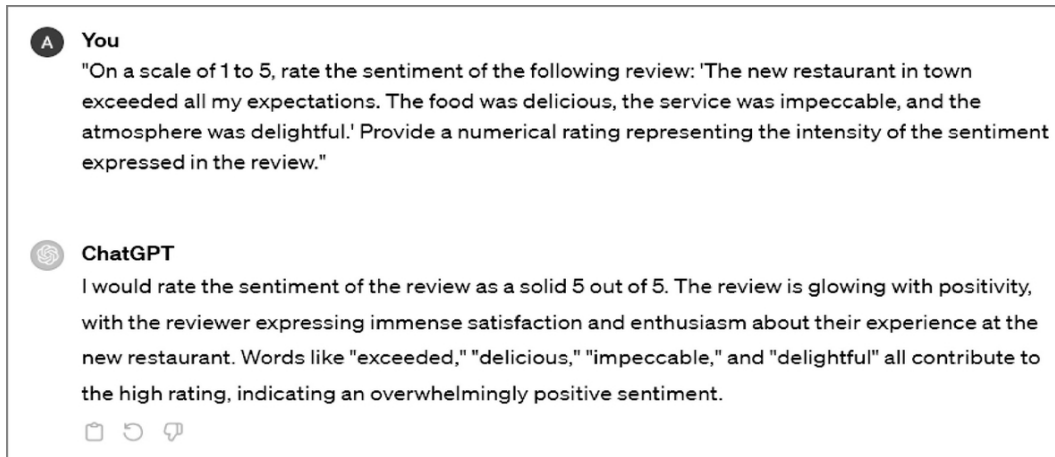 A You
"On a scale of 1 to 5, rate the sentiment of the following review: 'The new restaurant in town
exceeded all my expectations. The food was delicious, the service was impeccable, and the
atmosphere was delightful.' Provide a numerical rating representing the intensity of the sentiment
expressed in the review."
ChatGPT
I would rate the sentiment of the review as a solid 5 out of 5. The review is glowing with positivity,
with the reviewer expressing immense satisfaction and enthusiasm about their experience at the
new restaurant. Words like "exceeded," "delicious," "impeccable," and "delightful" all contribute to
the high rating, indicating an overwhelmingly positive sentiment.